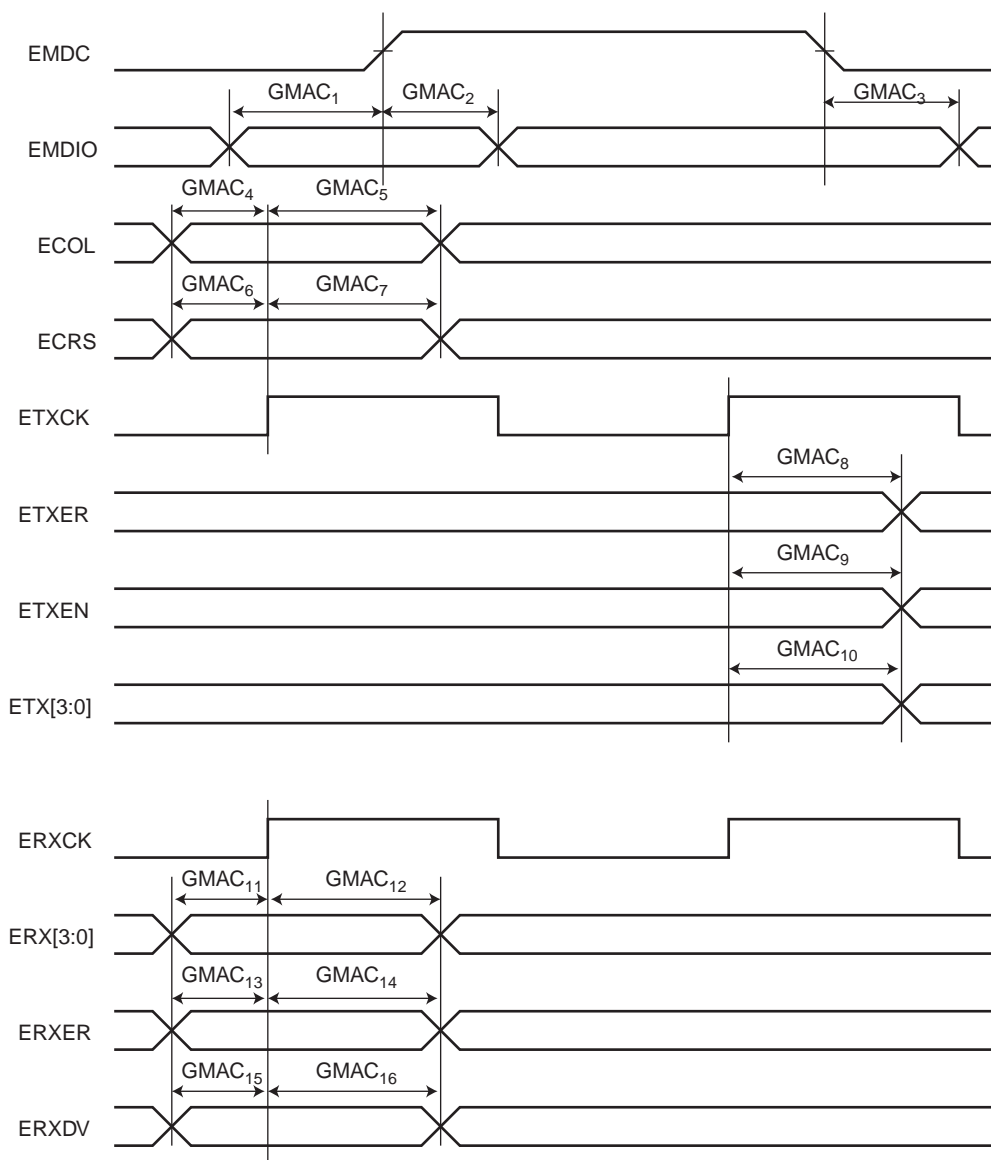 EMDC
GMAC₁ GMAC₂ GMAC₃
EMDIO
GMAC₄ GMAC₅
ECOL
GMAC₆ GMAC₇
ECRS
ETXCK
GMAC₈
ETXER
GMAC₉
ETXEN
GMAC₁₀
ETX[3:0]
ERXCK
GMAC₁₁ GMAC₁₂
ERX[3:0]
GMAC₁₃ GMAC₁₄
ERXER
GMAC₁₅ GMAC₁₆
ERXDV